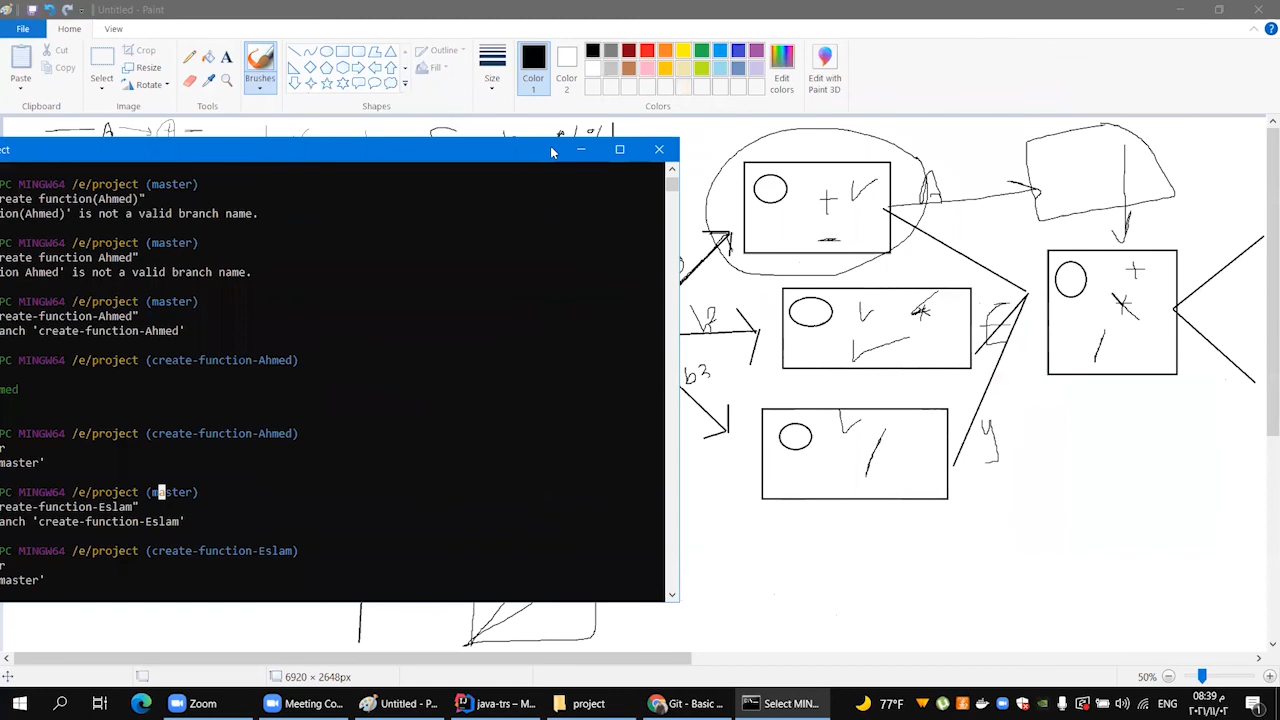 Untitled - Paint
File
Home
View
Paste
Cut
Copy
Clipboard
Select
Crop
Resize
Rotate
Image
A
Tools
Brushes
Shapes
Outline
Fill
Size
Color
1
Color
2
Colors
Edit
colors
Edit with
Paint 3D
A
A
b2
b3
E
y
ect
PC MINGW64 /e/project (master)
reate function(Ahmed)"
ion(Ahmed)' is not a valid branch name.
PC MINGW64 /e/project (master)
reate function Ahmed"
ion Ahmed' is not a valid branch name.
PC MINGW64 /e/project (master)
reate-function-Ahmed"
anch 'create-function-Ahmed'
PC MINGW64 /e/project (create-function-Ahmed)
med
PC MINGW64 /e/project (create-function-Ahmed)
r
master'
PC MINGW64 /e/project (master)
reate-function-Eslam"
anch 'create-function-Eslam'
PC MINGW64 /e/project (create-function-Eslam)
r
master'
6920 × 2648px
50%
Zoom
Meeting Co...
Untitled - P...
java-trs – M...
project
Git - Basic ...
Select MIN...
77°F
ENG
08:39 م